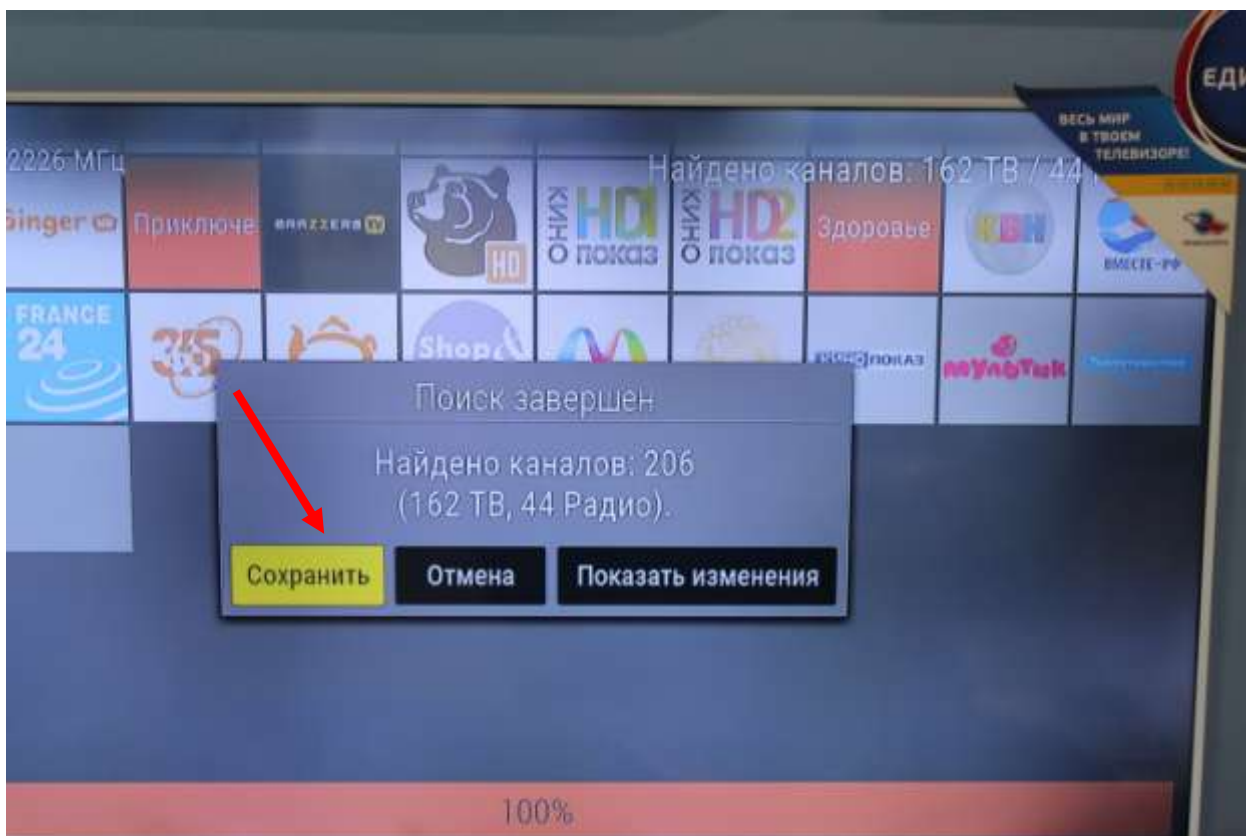 ЕДИ
ВЕСЬ МИР
В ТВОЕМ
ТЕЛЕВИЗОРЕ!
2226 МГц
Найдено каналов: 162 ТВ / 44
Singer
Приключе
BRAZZERS TV
HD
КИНО HD1 ПОКАЗ
КИНО HD2 ПОКАЗ
Здоровье
КВН
ВМЕСТЕ-РФ
FRANCE
24
365
Shop
КИНОПОКАЗ
мультик
Поиск завершен
Найдено каналов: 206
(162 ТВ, 44 Радио).
Сохранить
Отмена
Показать изменения
100%